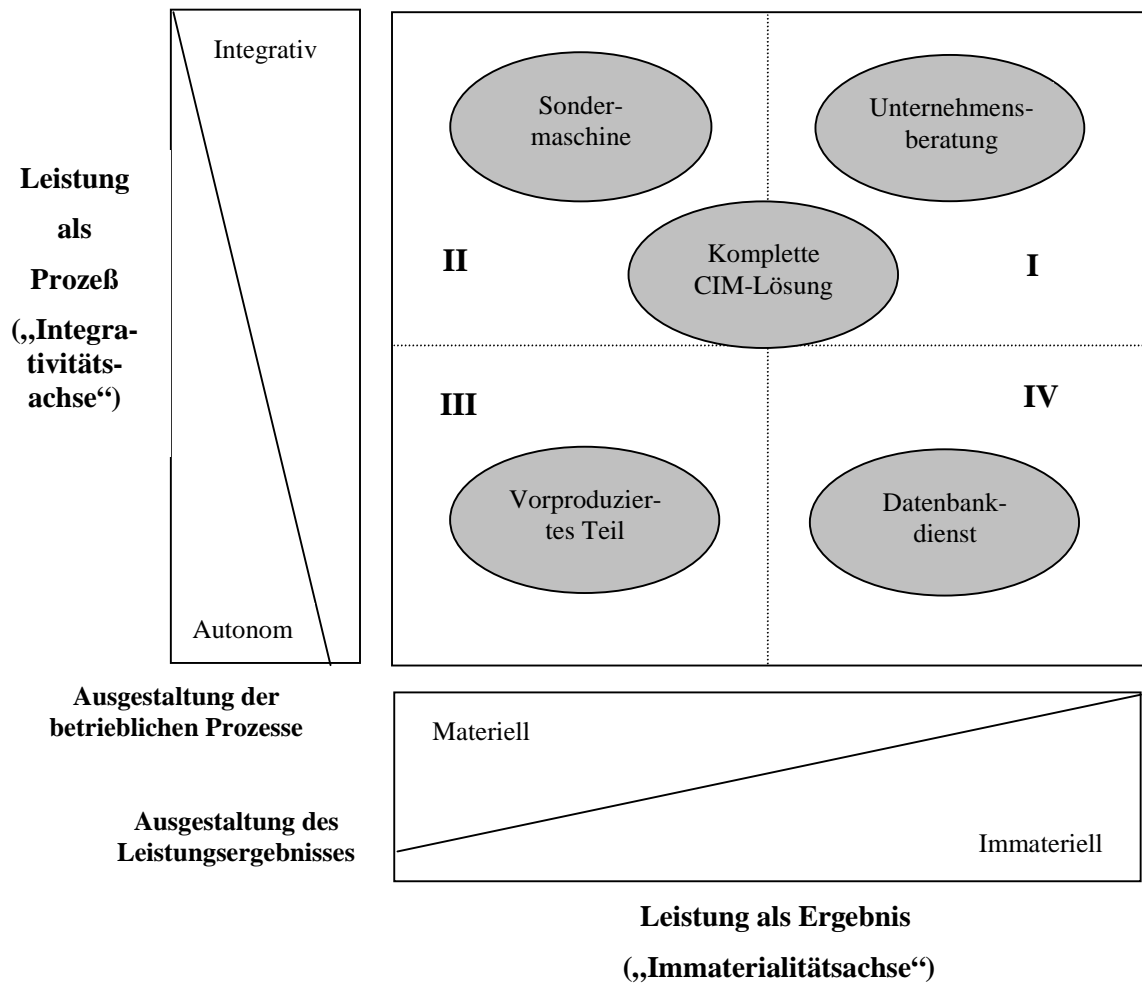 Integrativ
Leistung
als
Prozeß
(„Integra-
tivitäts-
achse“)
Autonom
Ausgestaltung der
betrieblichen Prozesse
Sonder-
maschine
Unternehmens-
beratung
Komplette
CIM-Lösung
II
I
III
IV
Vorproduzier-
tes Teil
Datenbank-
dienst
Materiell
Ausgestaltung des
Leistungsergebnisses
Immateriell
Leistung als Ergebnis
(„Immaterialitätsachse“)